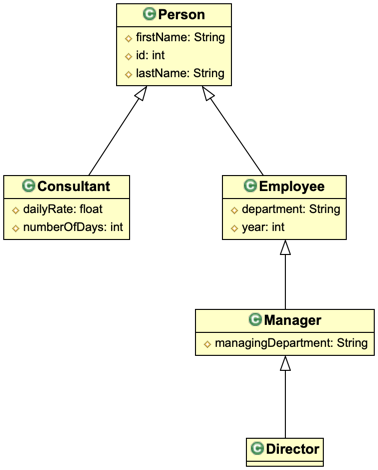 C Person
firstName: String
id: int
lastName: String
C Consultant
dailyRate: float
numberOfDays: int
C Employee
department: String
year: int
C Manager
managingDepartment: String
C Director